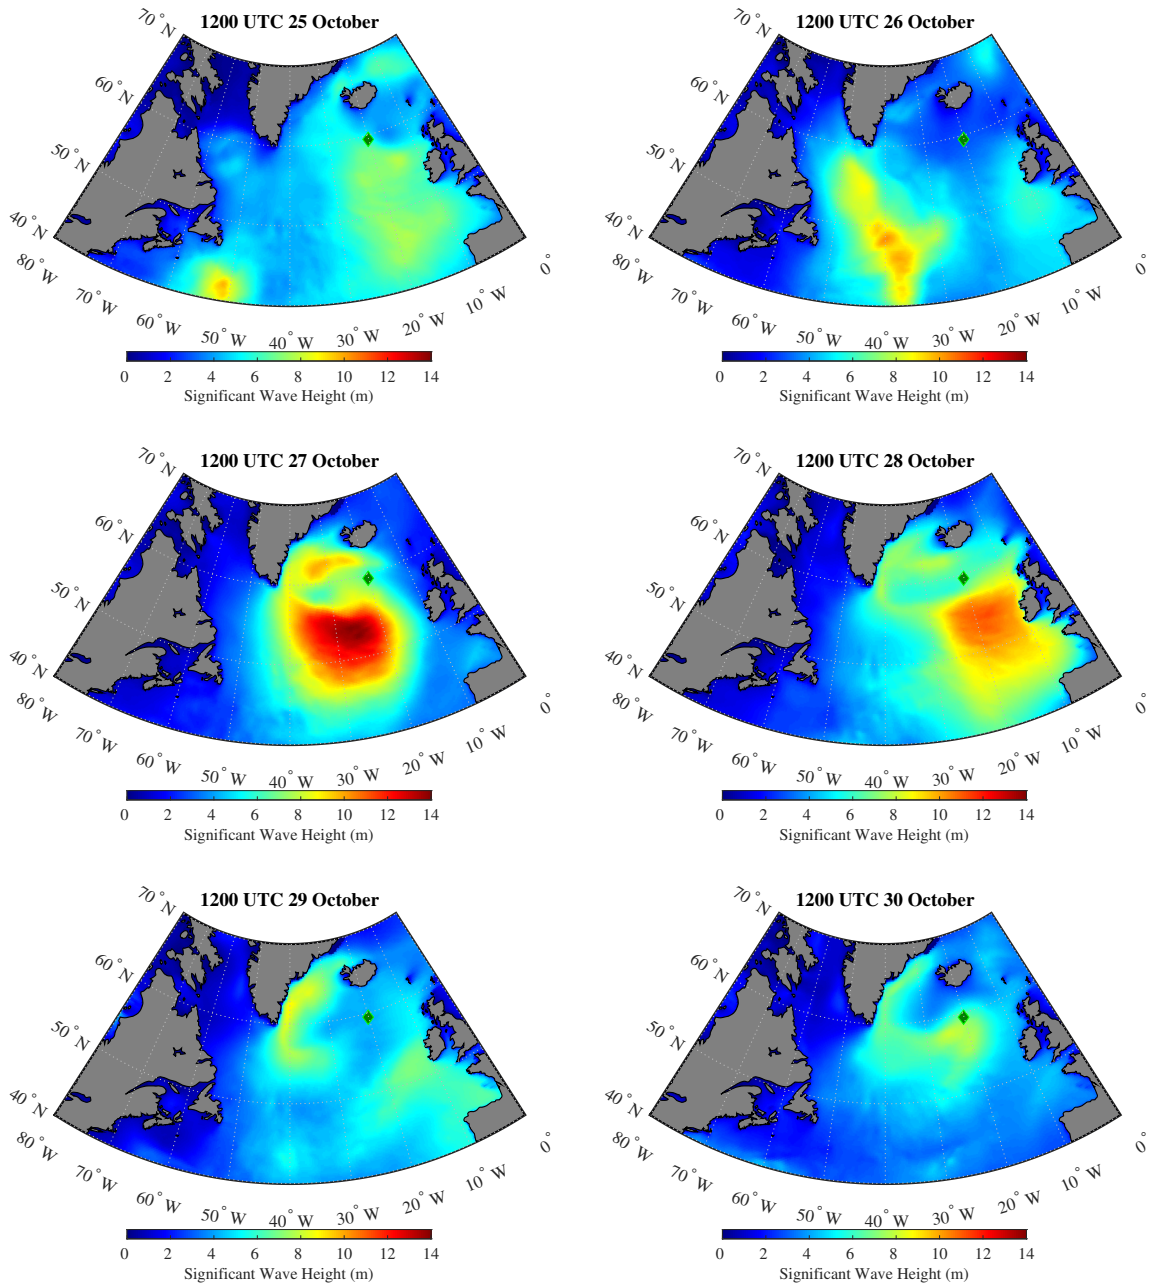 1200 UTC 25 October
70°N
60°N
50°N
40°N
80°W
70°W
60°W
50°W
40°W
30°W
20°W
10°W
0°
0 2 4 6 8 10 12 14
Significant Wave Height (m)
1200 UTC 26 October
70°N
60°N
50°N
40°N
80°W
70°W
60°W
50°W
40°W
30°W
20°W
10°W
0°
0 2 4 6 8 10 12 14
Significant Wave Height (m)
1200 UTC 27 October
70°N
60°N
50°N
40°N
80°W
70°W
60°W
50°W
40°W
30°W
20°W
10°W
0°
0 2 4 6 8 10 12 14
Significant Wave Height (m)
1200 UTC 28 October
70°N
60°N
50°N
40°N
80°W
70°W
60°W
50°W
40°W
30°W
20°W
10°W
0°
0 2 4 6 8 10 12 14
Significant Wave Height (m)
1200 UTC 29 October
70°N
60°N
50°N
40°N
80°W
70°W
60°W
50°W
40°W
30°W
20°W
10°W
0°
0 2 4 6 8 10 12 14
Significant Wave Height (m)
1200 UTC 30 October
70°N
60°N
50°N
40°N
80°W
70°W
60°W
50°W
40°W
30°W
20°W
10°W
0°
0 2 4 6 8 10 12 14
Significant Wave Height (m)